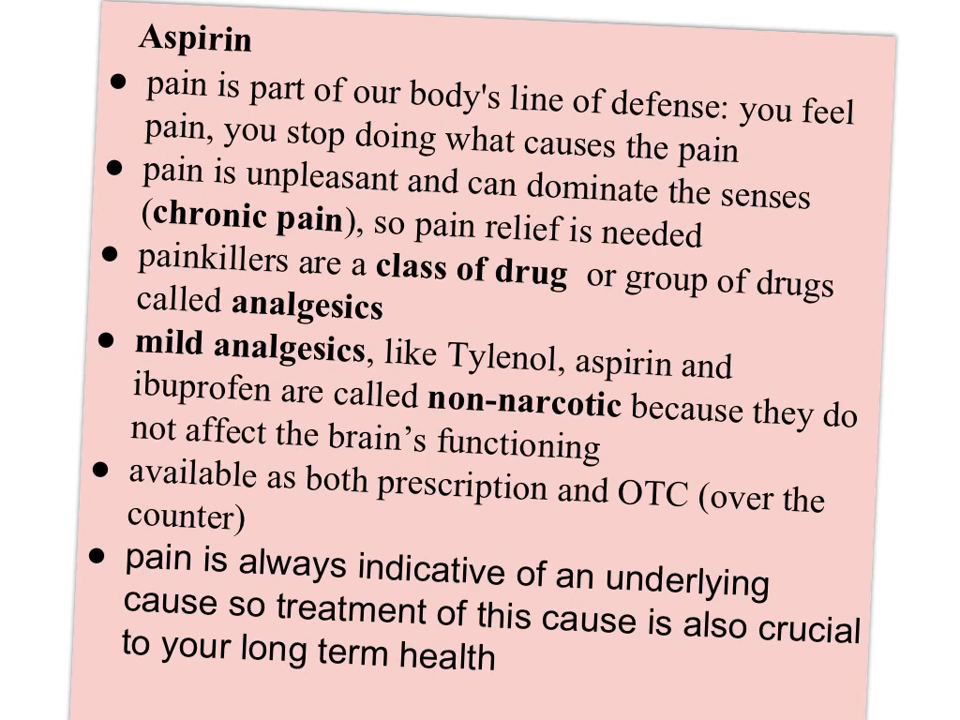 Aspirin
● pain is part of our body's line of defense: you feel
pain, you stop doing what causes the pain
● pain is unpleasant and can dominate the senses
(chronic pain), so pain relief is needed
● painkillers are a class of drug or group of drugs
called analgesics
● mild analgesics, like Tylenol, aspirin and
ibuprofen are called non-narcotic because they do
not affect the brain’s functioning
● available as both prescription and OTC (over the
counter)
● pain is always indicative of an underlying
cause so treatment of this cause is also crucial
to your long term health